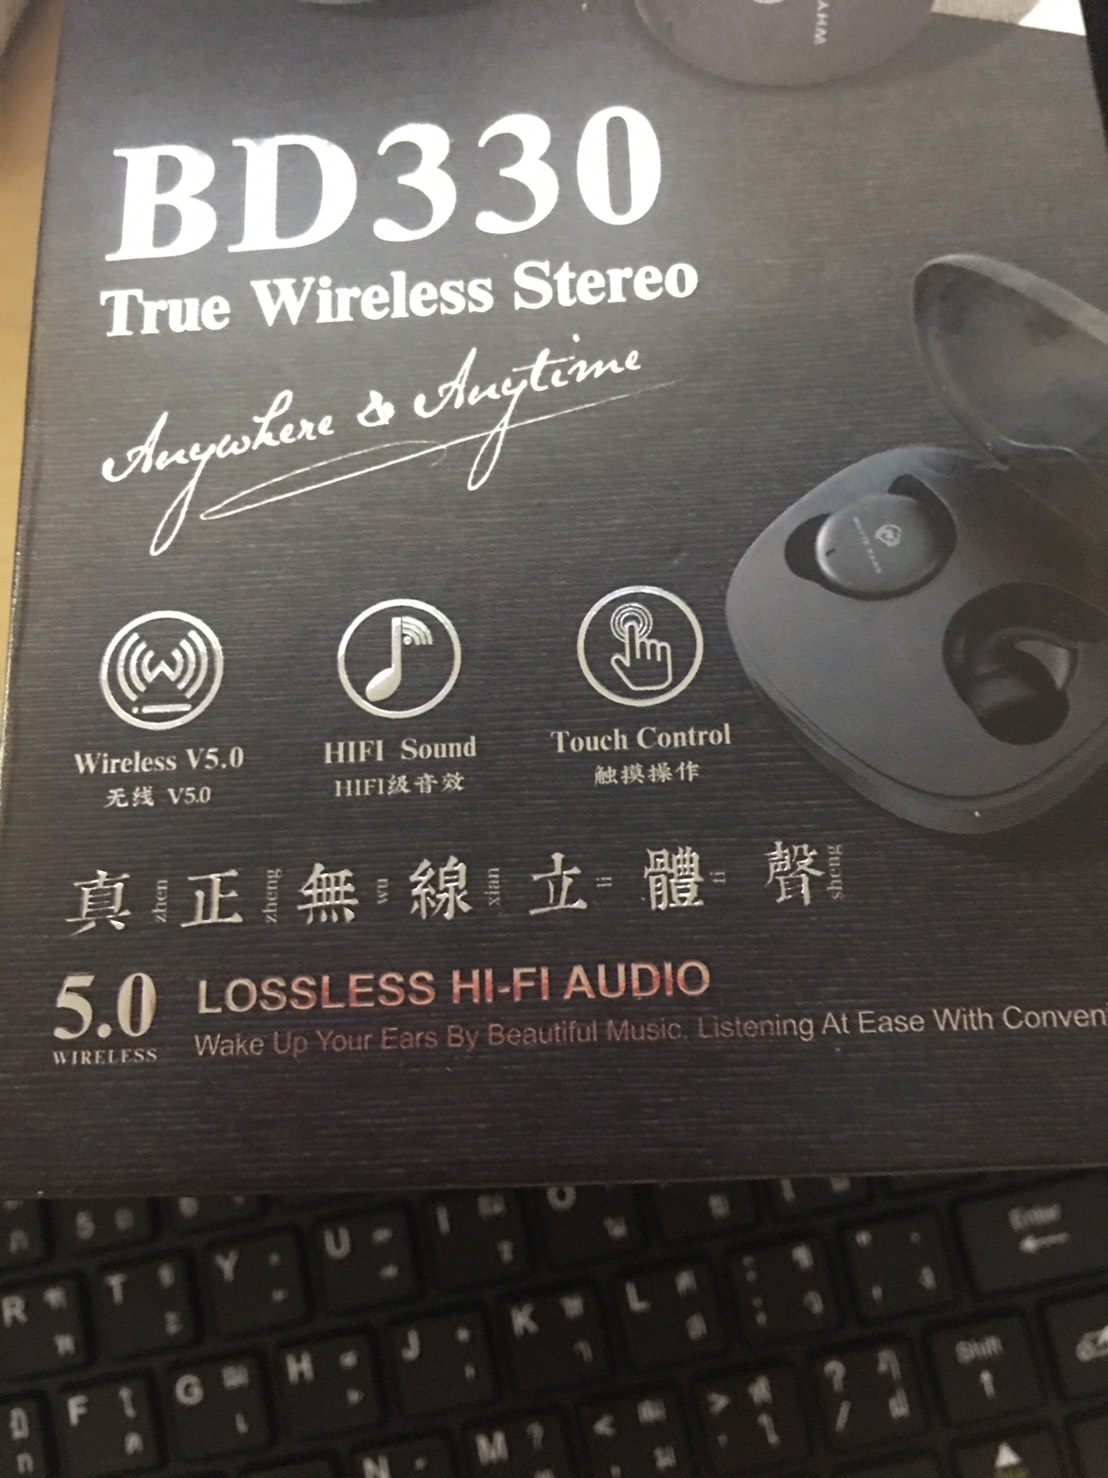 BD330
True Wireless Stereo
Anywhere & Anytime
Wireless V5.0
无线 V5.0
HIFI Sound
HIFI级音效
Touch Control
触摸操作
真 zhen 正 zheng 無 wu 線 xian 立 li 體 ti 聲 sheng
5.0
WIRELESS
LOSSLESS HI-FI AUDIO
Wake Up Your Ears By Beautiful Music, Listening At Ease With Conven
O
R T Y U I
Enter
F G H J K L
Shift
N M